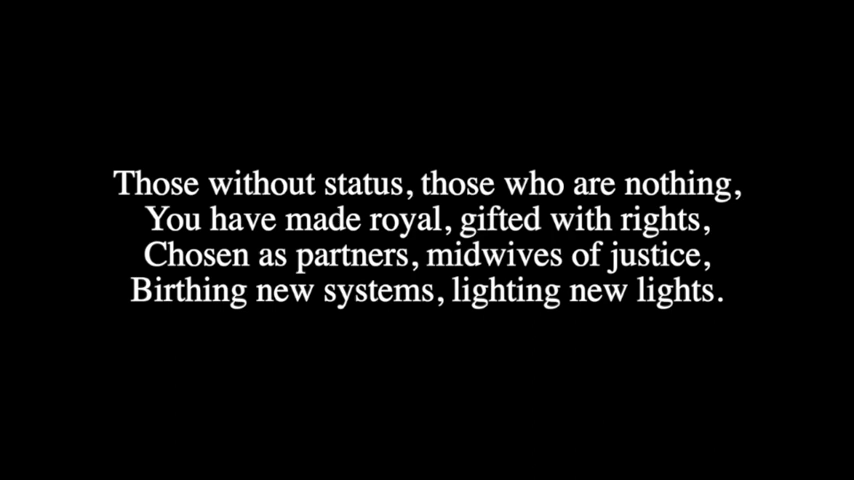 Those without status, those who are nothing,
You have made royal, gifted with rights,
Chosen as partners, midwives of justice,
Birthing new systems, lighting new lights.